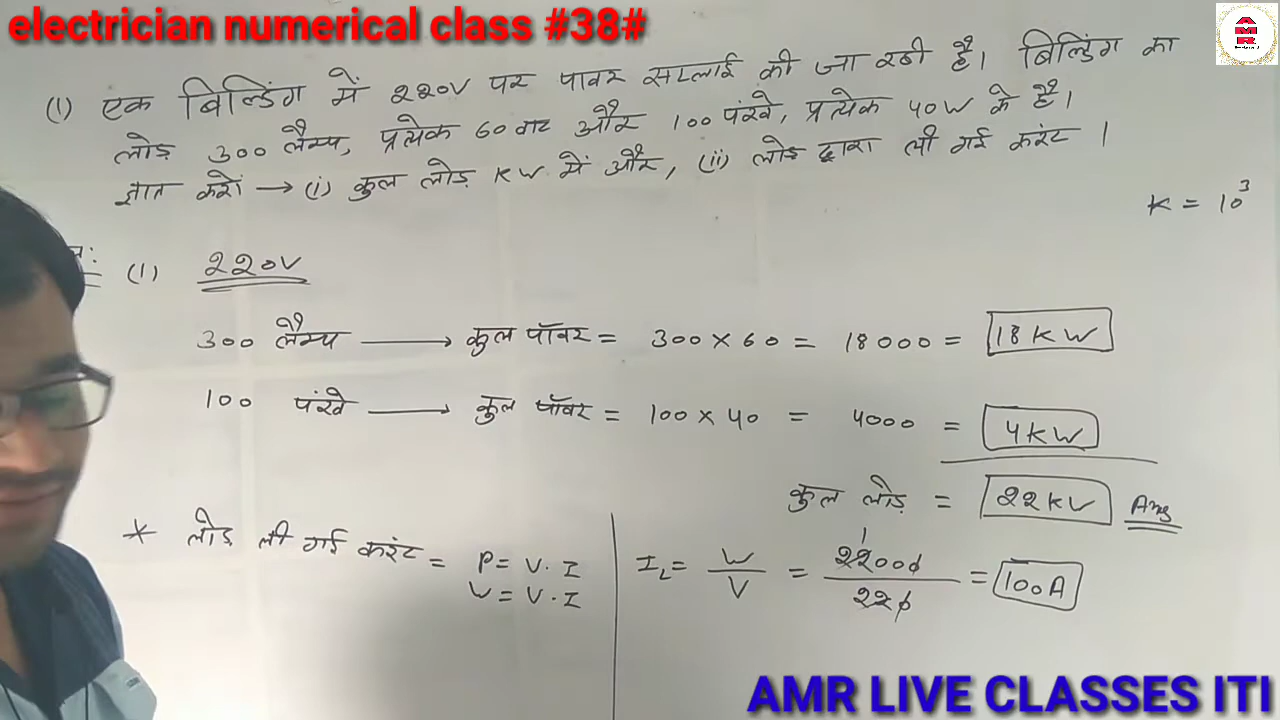 electrician numerical class #38#
AMR
(1) एक बिल्डिंग में 220V पर पावर सप्लाई की जा रही है। बिल्डिंग का
लोड़ 300 लैम्प, प्रत्येक 60 वाट और 100 पंखे, प्रत्येक 40W के है।
ज्ञात करो → (i) कुल लोड़ KW में और, (ii) लोड़ द्वारा ली गई करंट ।
K = 10³
(1) 220V
300 लैम्प → कुल पॉवर = 300 × 60 = 18000 = 18KW
100 पंखे → कुल पॉवर = 100 × 40 = 4000 = 4KW
कुल लोड़ = 22KW Ans
* लोड़ ली गई करंट = P = V . I
W = V . I
I_L = W/V = 22000/220 = 100A
AMR LIVE CLASSES ITI